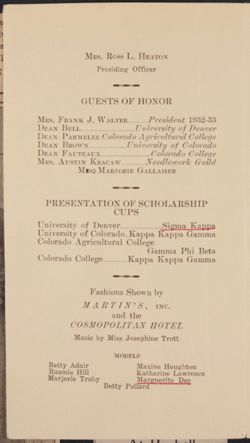 Mrs. Ross L. Heaton
Presiding Officer
GUESTS OF HONOR
Mrs. Frank J. Walter......President 1932-33
Dean Bell......University of Denver
Dean Parmelee Colorado Agricultural College
Dean Brown......University of Colorado
Dean Fauteaux......Colorado College
Mrs. Austin Kracaw......Needlework Guild
Miss Marjorie Gallaher
PRESENTATION OF SCHOLARSHIP
CUPS
University of Denver......Sigma Kappa
University of Colorado..Kappa Kappa Gamma
Colorado Agricultural College
Gamma Phi Beta
Colorado College......Kappa Kappa Gamma
Fashions Shown by
MARTIN'S, INC.
and the
COSMOPOLITAN HOTEL
Music by Miss Josephine Trott
MODELS
Betty Adair Maxine Houghton
Ruamie Hill Katharine Lawrence
Marjorie Truby Marguerite Dee
Betty Pollard